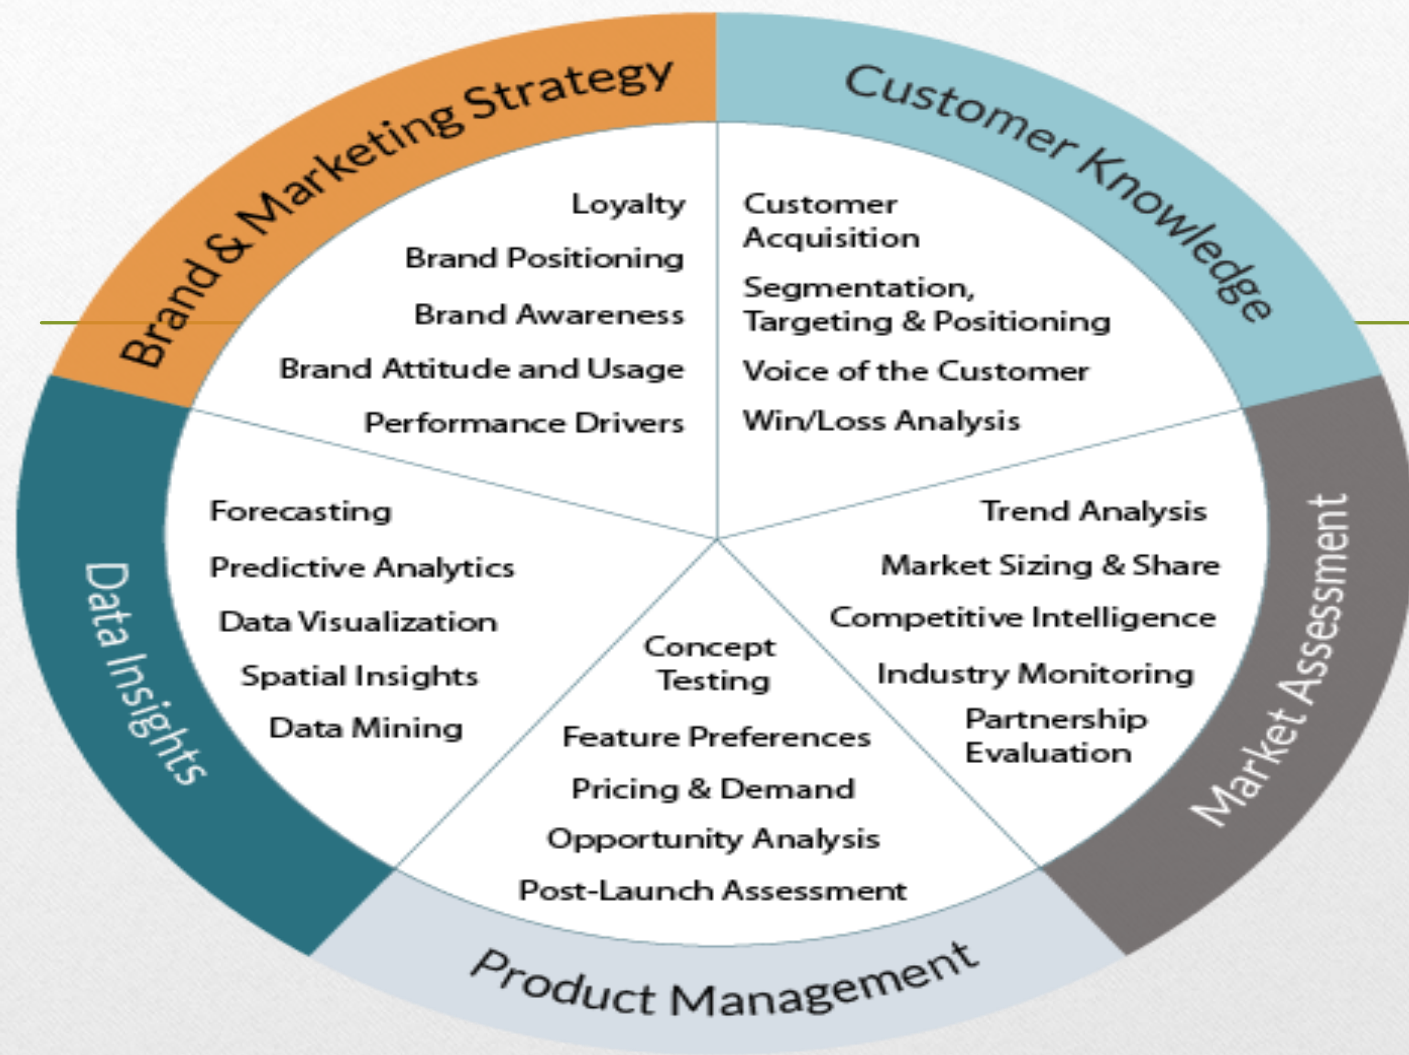 Brand & Marketing Strategy
Loyalty
Brand Positioning
Brand Awareness
Brand Attitude and Usage
Performance Drivers
Customer Knowledge
Customer
Acquisition
Segmentation,
Targeting & Positioning
Voice of the Customer
Win/Loss Analysis
Market Assessment
Trend Analysis
Market Sizing & Share
Competitive Intelligence
Industry Monitoring
Partnership
Evaluation
Product Management
Concept
Testing
Feature Preferences
Pricing & Demand
Opportunity Analysis
Post-Launch Assessment
Data Insights
Forecasting
Predictive Analytics
Data Visualization
Spatial Insights
Data Mining